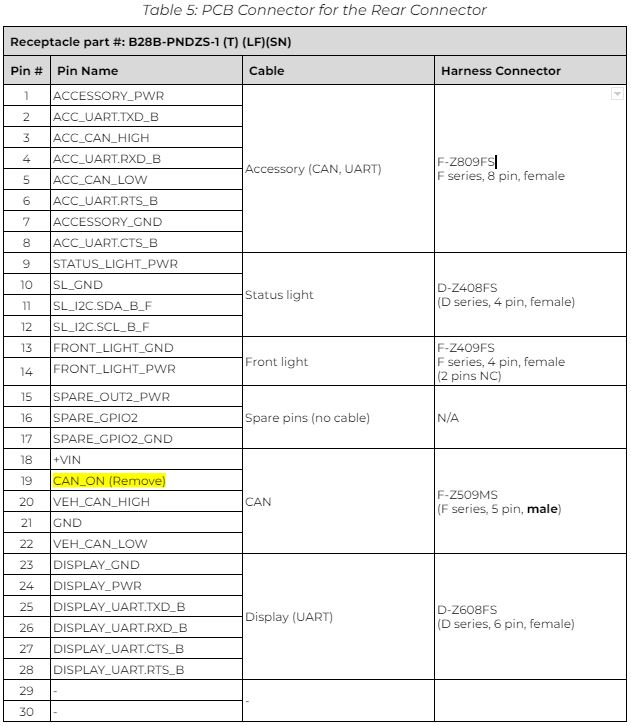 Table 5: PCB Connector for the Rear Connector
Receptacle part #: B28B-PNDZS-1 (T) (LF)(SN)
Pin # Pin Name Cable Harness Connector
1 ACCESSORY_PWR
2 ACC_UART.TXD_B
3 ACC_CAN_HIGH
4 ACC_UART.RXD_B
5 ACC_CAN_LOW
6 ACC_UART.RTS_B
7 ACCESSORY_GND
8 ACC_UART.CTS_B
Accessory (CAN, UART)
F-Z809FS
F series, 8 pin, female
9 STATUS_LIGHT_PWR
10 SL_GND
11 SL_I2C.SDA_B_F
12 SL_I2C.SCL_B_F
Status light
D-Z408FS
(D series, 4 pin, female)
13 FRONT_LIGHT_GND
14 FRONT_LIGHT_PWR
Front light
F-Z409FS
F series, 4 pin, female
(2 pins NC)
15 SPARE_OUT2_PWR
16 SPARE_GPIO2
17 SPARE_GPIO2_GND
Spare pins (no cable)
N/A
18 +VIN
19 CAN_ON (Remove)
20 VEH_CAN_HIGH
21 GND
22 VEH_CAN_LOW
CAN
F-Z509MS
(F series, 5 pin, male)
23 DISPLAY_GND
24 DISPLAY_PWR
25 DISPLAY_UART.TXD_B
26 DISPLAY_UART.RXD_B
27 DISPLAY_UART.CTS_B
28 DISPLAY_UART.RTS_B
Display (UART)
D-Z608FS
(D series, 6 pin, female)
29 -
30 -
-